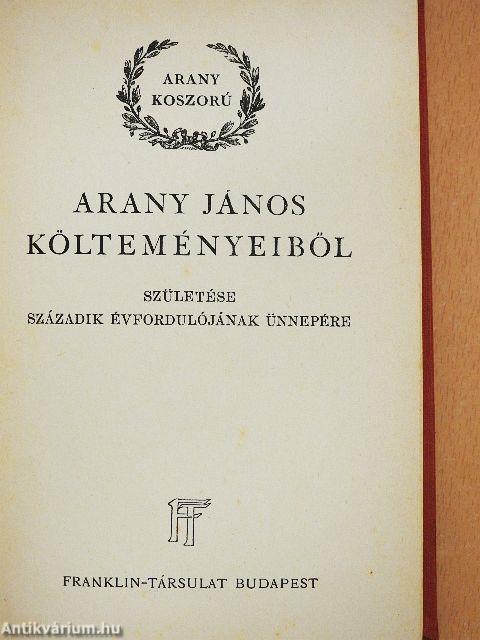 ARANY
KOSZORÚ
ARANY JÁNOS
KÖLTEMÉNYEIBŐL
SZÜLETÉSE
SZÁZADIK ÉVFORDULÓJÁNAK ÜNNEPÉRE
FT
FRANKLIN-TÁRSULAT BUDAPEST
Antikvárium.hu